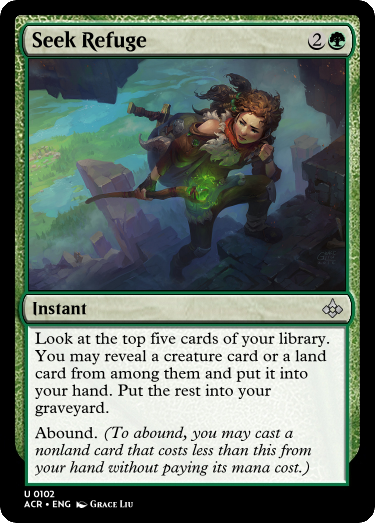 Seek Refuge 2
Instant
Look at the top five cards of your library.
You may reveal a creature card or a land
card from among them and put it into
your hand. Put the rest into your
graveyard.
Abound. (To abound, you may cast a
nonland card that costs less than this from
your hand without paying its mana cost.)
U 0102
ACR • ENG Grace Liu